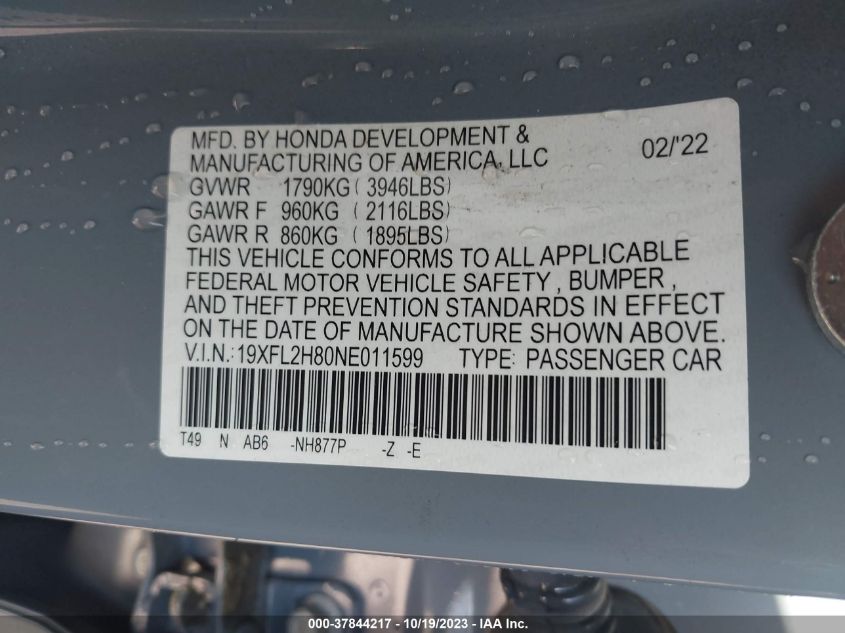 MFD. BY HONDA DEVELOPMENT &
MANUFACTURING OF AMERICA, LLC 02/'22
GVWR 1790KG ( 3946LBS)
GAWR F 960KG ( 2116LBS)
GAWR R 860KG ( 1895LBS)
THIS VEHICLE CONFORMS TO ALL APPLICABLE
FEDERAL MOTOR VEHICLE SAFETY , BUMPER ,
AND THEFT PREVENTION STANDARDS IN EFFECT
ON THE DATE OF MANUFACTURE SHOWN ABOVE.
V.I.N.: 19XFL2H80NE011599 TYPE: PASSENGER CAR
T49 N AB6 -NH877P -Z -E
000-37844217 - 10/19/2023 - IAA, Inc.